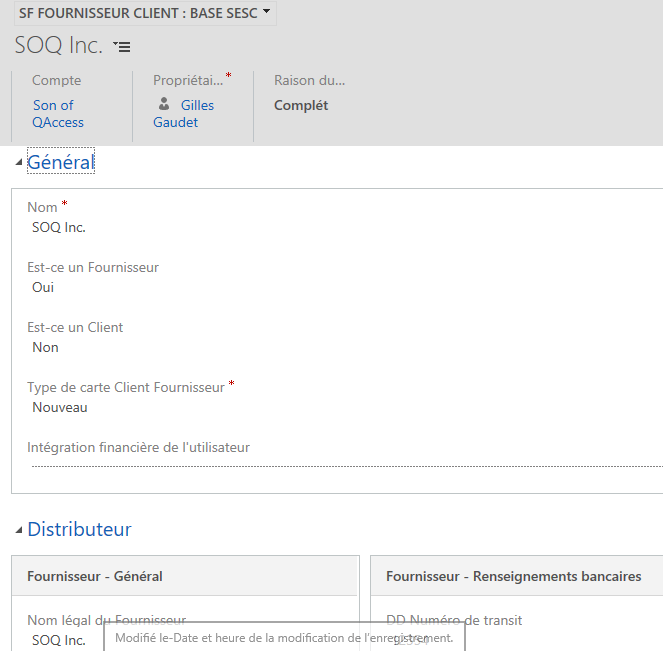 SF FOURNISSEUR CLIENT : BASE SESC
SOQ Inc.
Compte
Propriétai... *
Raison du...
Son of QAccess
Gilles Gaudet
Complét
Général
Nom *
SOQ Inc.
Est-ce un Fournisseur
Oui
Est-ce un Client
Non
Type de carte Client Fournisseur *
Nouveau
Intégration financière de l'utilisateur
Distributeur
Fournisseur - Général
Fournisseur - Renseignements bancaires
Nom légal du Fournisseur
DD Numéro de transit
SOQ Inc.
Modifié le-Date et heure de la modification de l'enregistrement.